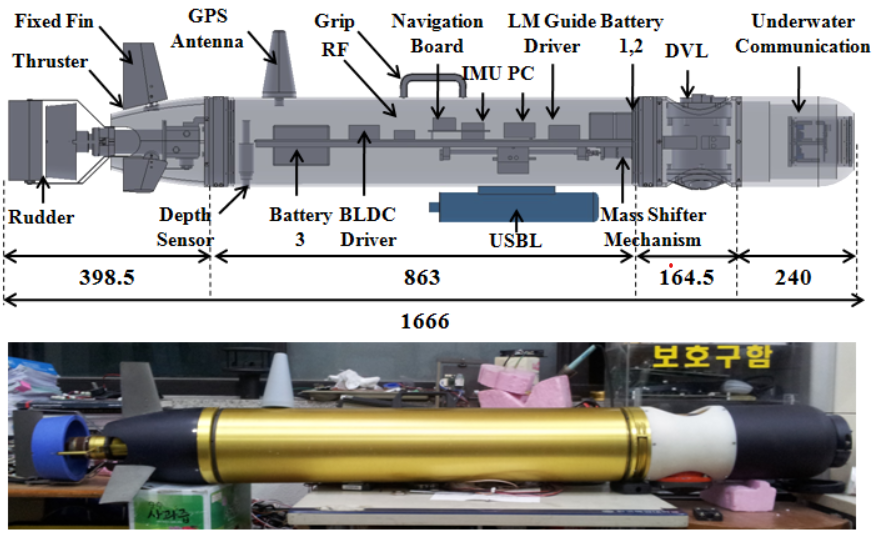 Fixed Fin
GPS
Antenna
Grip
RF
Navigation
Board
LM Guide
Driver
Battery
1,2
Underwater
Communication
Thruster
IMU
PC
DVL
Rudder
Depth
Sensor
Battery
3
BLDC
Driver
USBL
Mass Shifter
Mechanism
398.5
863
164.5
240
1666
보호구함
사과즙